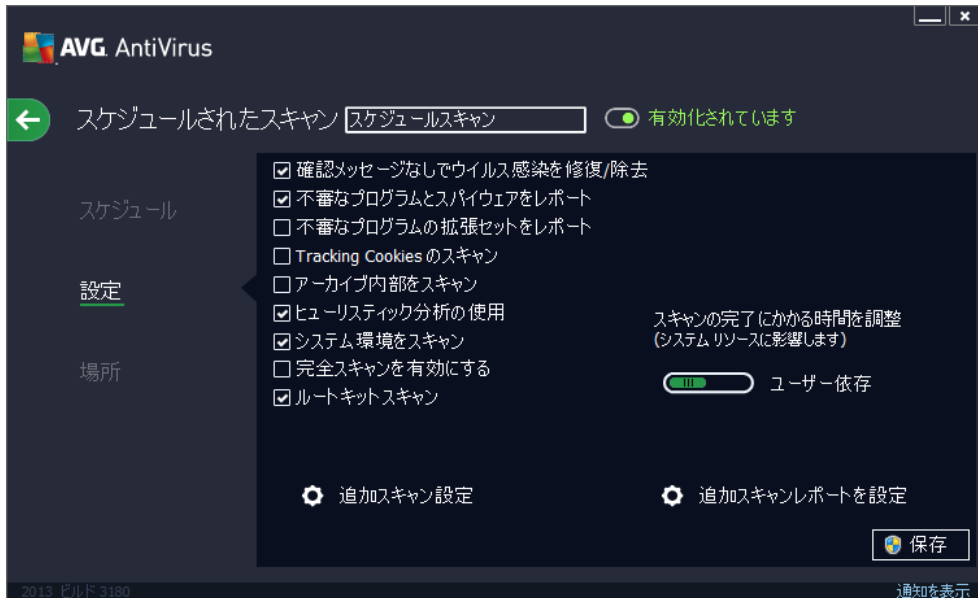 AVG. AntiVirus
スケジュールされたスキャン スケジュールスキャン 有効化されています
スケジュール
設定
場所
確認メッセージなしでウイルス感染を修復/除去
不審なプログラムとスパイウェアをレポート
不審なプログラムの拡張セットをレポート
Tracking Cookies のスキャン
アーカイブ内部をスキャン
ヒューリスティック分析の使用
システム環境をスキャン
完全スキャンを有効にする
ルートキットスキャン
スキャンの完了にかかる時間を調整
(システム リソースに影響します)
ユーザー依存
追加スキャン設定
追加スキャンレポートを設定
保存
2013 ビルド 3180
通知を表示